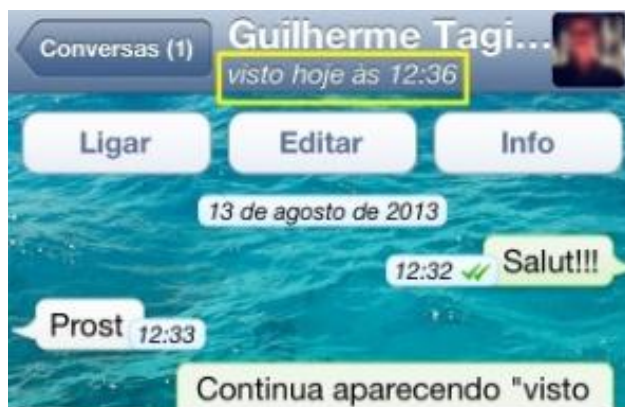 Conversas (1)
Guilherme Tagi...
visto hoje às 12:36
Ligar
Editar
Info
13 de agosto de 2013
Salut!!!
12:32
Prost
12:33
Continua aparecendo "visto